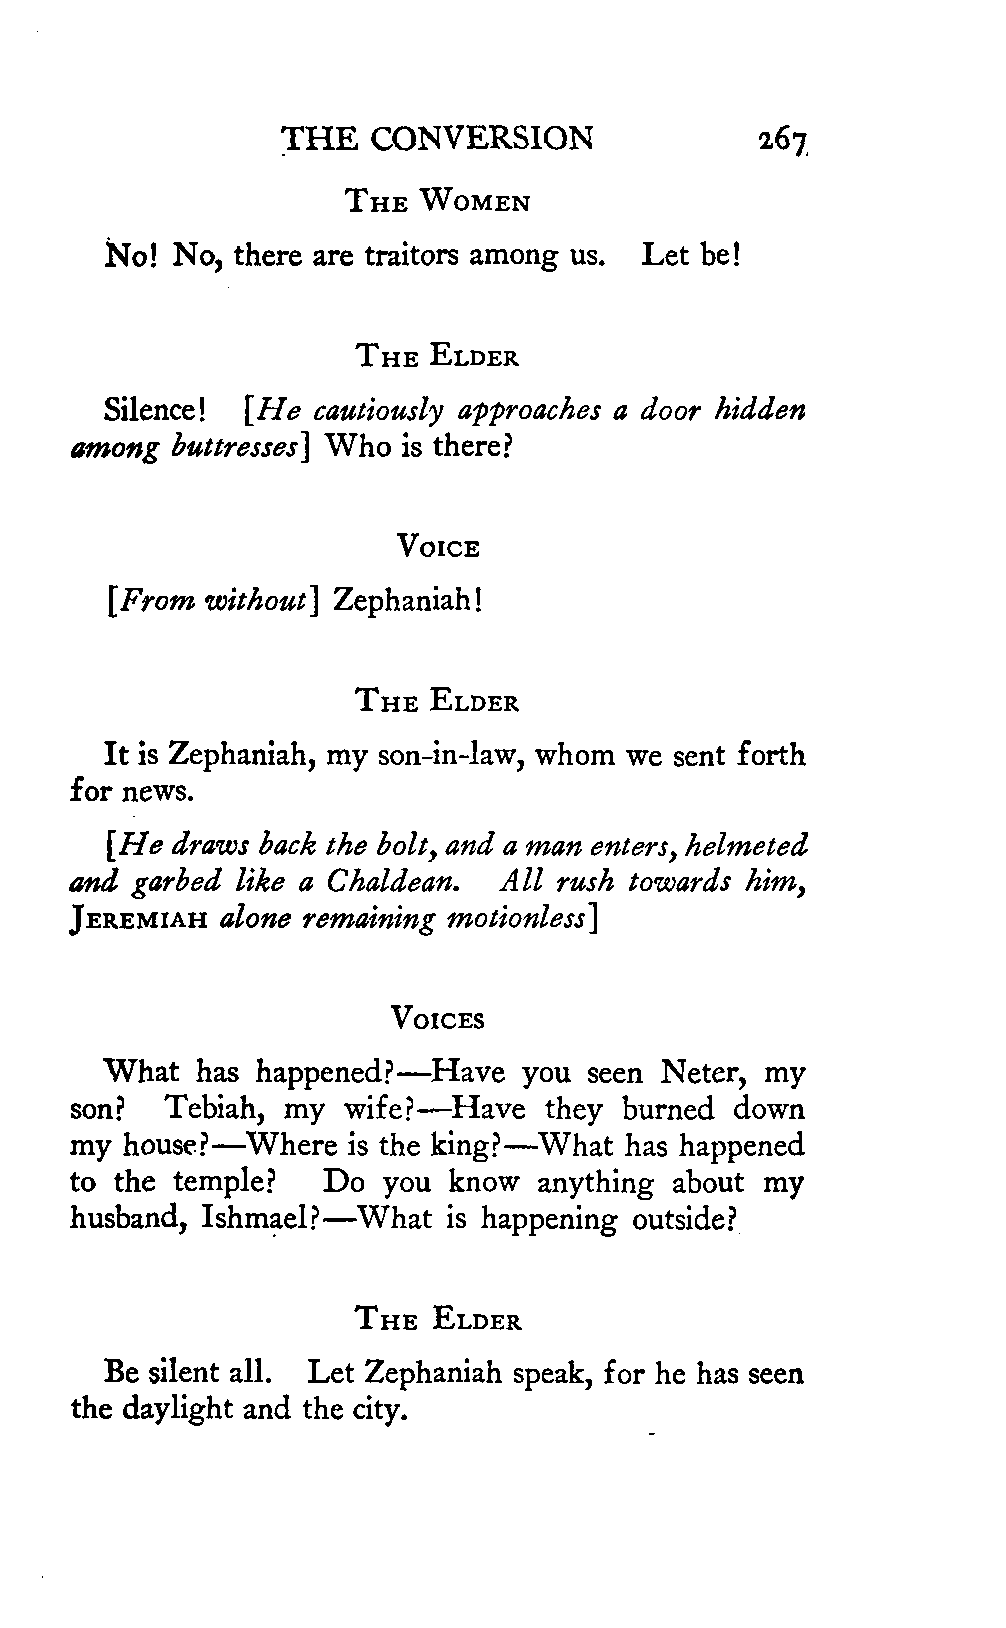 THE CONVERSION 267
THE WOMEN
No! No, there are traitors among us. Let be!
THE ELDER
Silence! [He cautiously approaches a door hidden
among buttresses] Who is there?
VOICE
[From without] Zephaniah!
THE ELDER
It is Zephaniah, my son-in-law, whom we sent forth
for news.
[He draws back the bolt, and a man enters, helmeted
and garbed like a Chaldean. All rush towards him,
JEREMIAH alone remaining motionless]
VOICES
What has happened?—Have you seen Neter, my
son? Tebiah, my wife?—Have they burned down
my house?—Where is the king?—What has happened
to the temple? Do you know anything about my
husband, Ishmael?—What is happening outside?
THE ELDER
Be silent all. Let Zephaniah speak, for he has seen
the daylight and the city.